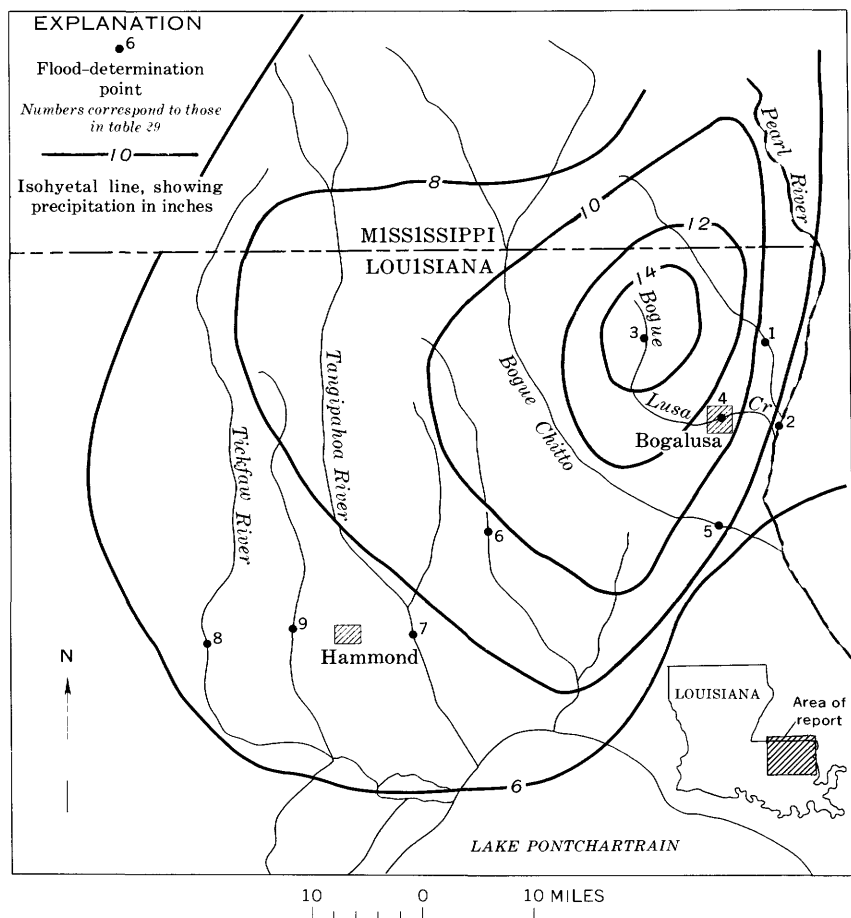 EXPLANATION
6
Flood-determination
point
Numbers correspond to those
in table 29
10
Isohyetal line, showing
precipitation in inches
Pearl River
8
10
12
14
MISSISSIPPI
LOUISIANA
Bogue
3
1
Tangipahoa River
Bogue Chitto
Lusa
4
Cr
2
Bogalusa
Tickfaw River
6
5
8
9
7
Hammond
N
LOUISIANA
Area of
report
6
LAKE PONTCHARTRAIN
10 0 10 MILES